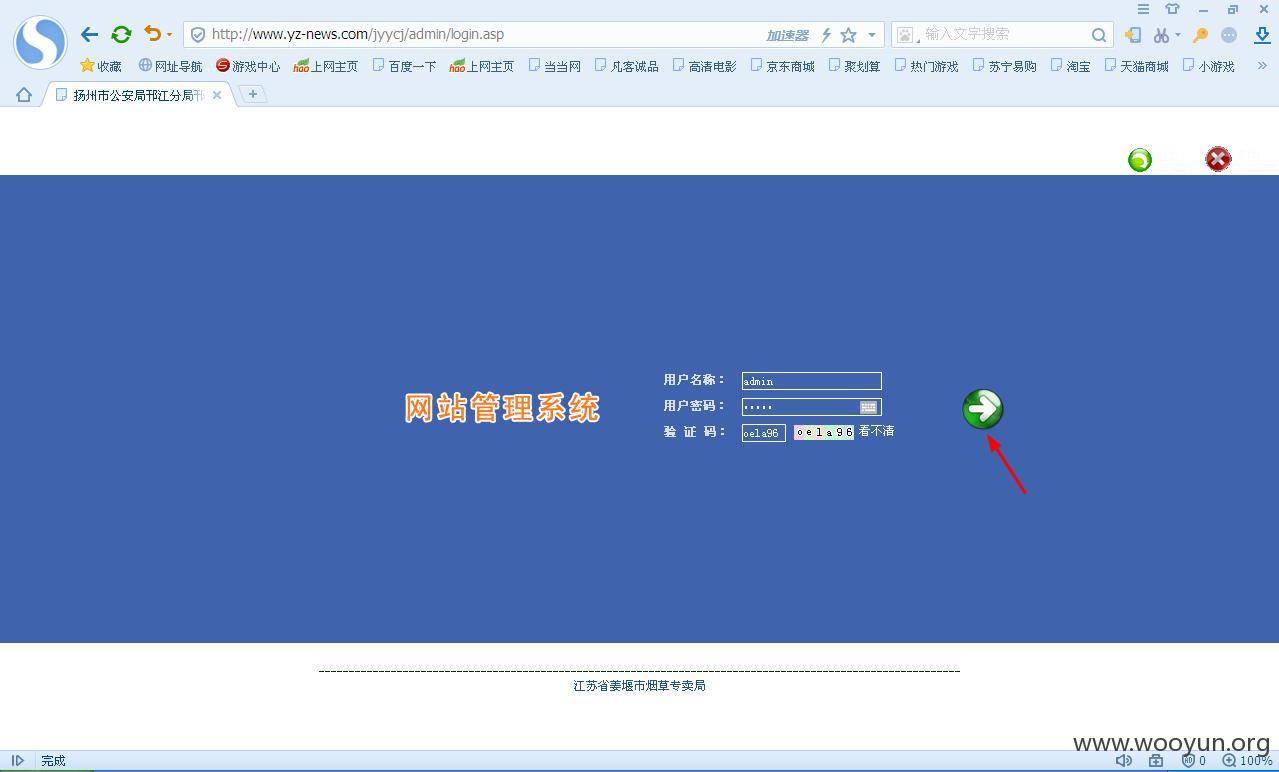 http://www.yz-news.com/jyycj/admin/login.asp 加速器 输入文字搜索
收藏 网址导航 游戏中心 hao上网主页 百度一下 hao上网主页 当当网 凡客诚品 高清电影 京东商城 聚划算 热门游戏 苏宁易购 淘宝 天猫商城 小游戏 »
扬州市公安局邗江分局邗
用户名称： admin
网站管理系统
用户密码： •••••
验 证 码： oela96 oela96 看不清
江苏省姜堰市烟草专卖局
www.wooyun.org
完成 0 100%